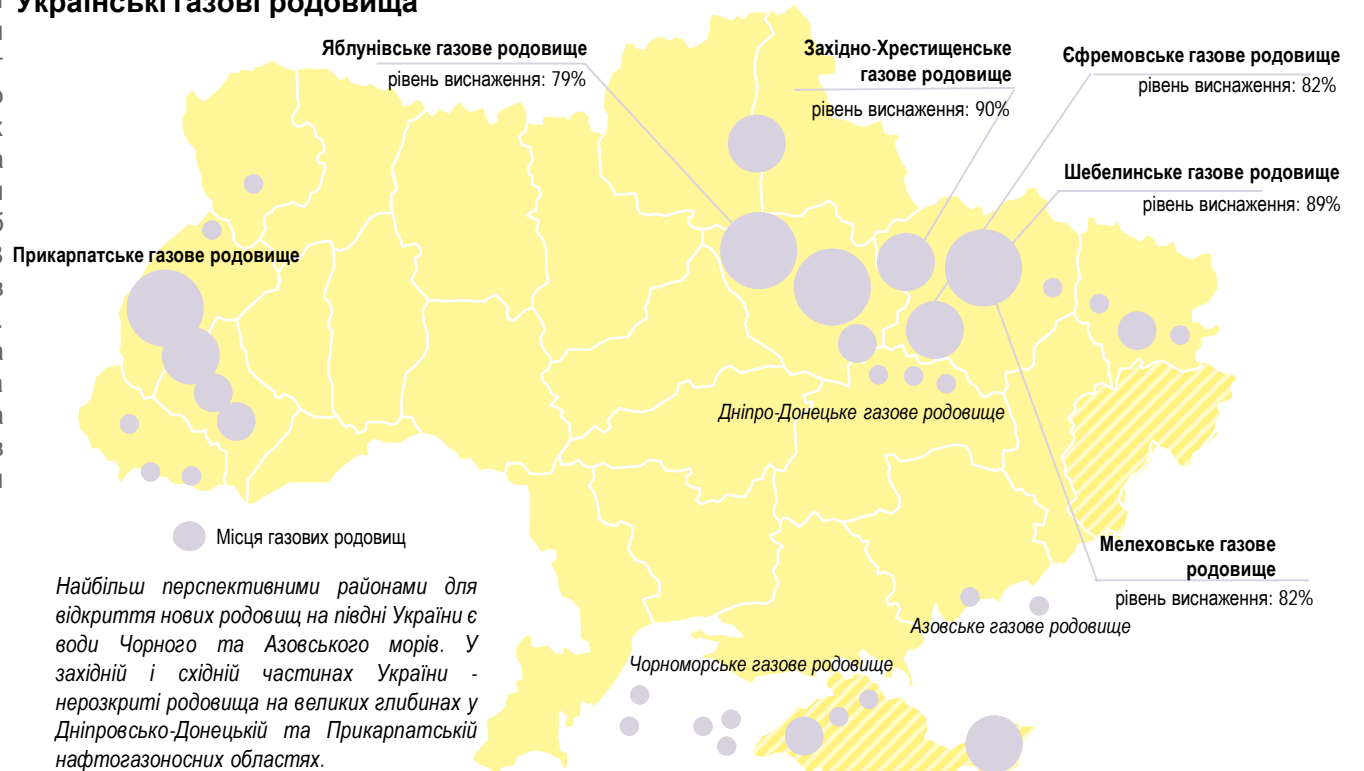 Українські газові родовища
Яблунівське газове родовище
рівень виснаження: 79%
Західно-Хрестищенське
газове родовище
рівень виснаження: 90%
Єфремовське газове родовище
рівень виснаження: 82%
Шебелинське газове родовище
рівень виснаження: 89%
Прикарпатське газове родовище
Дніпро-Донецьке газове родовище
Місця газових родовищ
Мелеховське газове
родовище
рівень виснаження: 82%
Азовське газове родовище
Чорноморське газове родовище
Найбільш перспективними районами для
відкриття нових родовищ на півдні України є
води Чорного та Азовського морів. У
західній і східній частинах України -
нерозкриті родовища на великих глибинах у
Дніпровсько-Донецькій та Прикарпатській
нафтогазоносних областях.